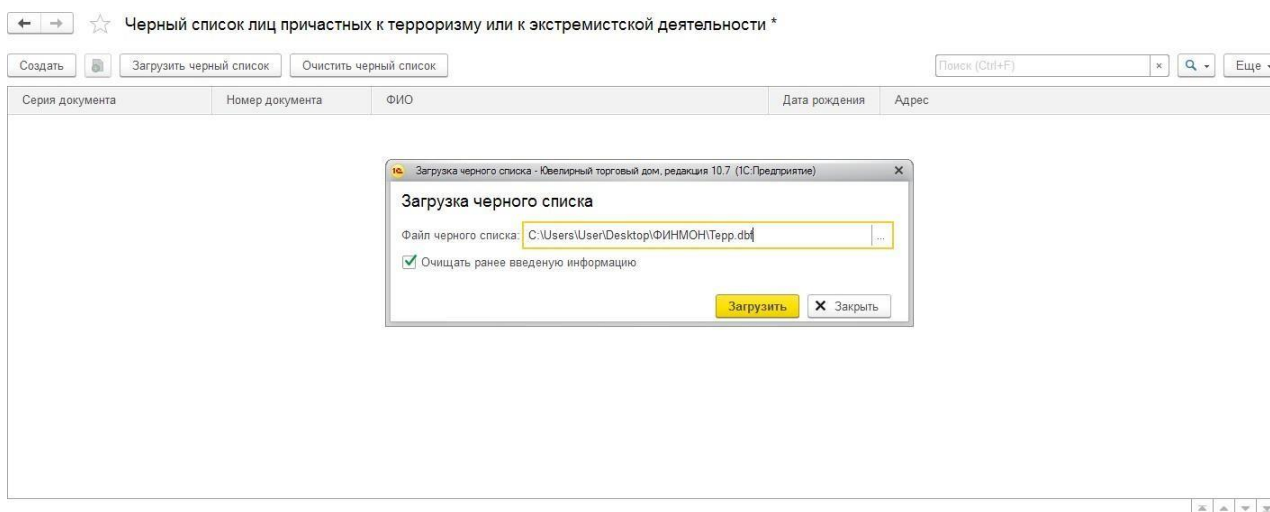 Черный список лиц причастных к терроризму или к экстремистской деятельности *
Создать Загрузить черный список Очистить черный список Поиск (Ctrl+F) × Еще
Серия документа Номер документа ФИО Дата рождения Адрес
1С Загрузка черного списка - Ювелирный торговый дом, редакция 10.7 (1С:Предприятие)
Загрузка черного списка
Файл черного списка: C:\Users\User\Desktop\ФИНМОН\Терр.dbf ...
Очищать ранее введеную информацию
Загрузить Закрыть